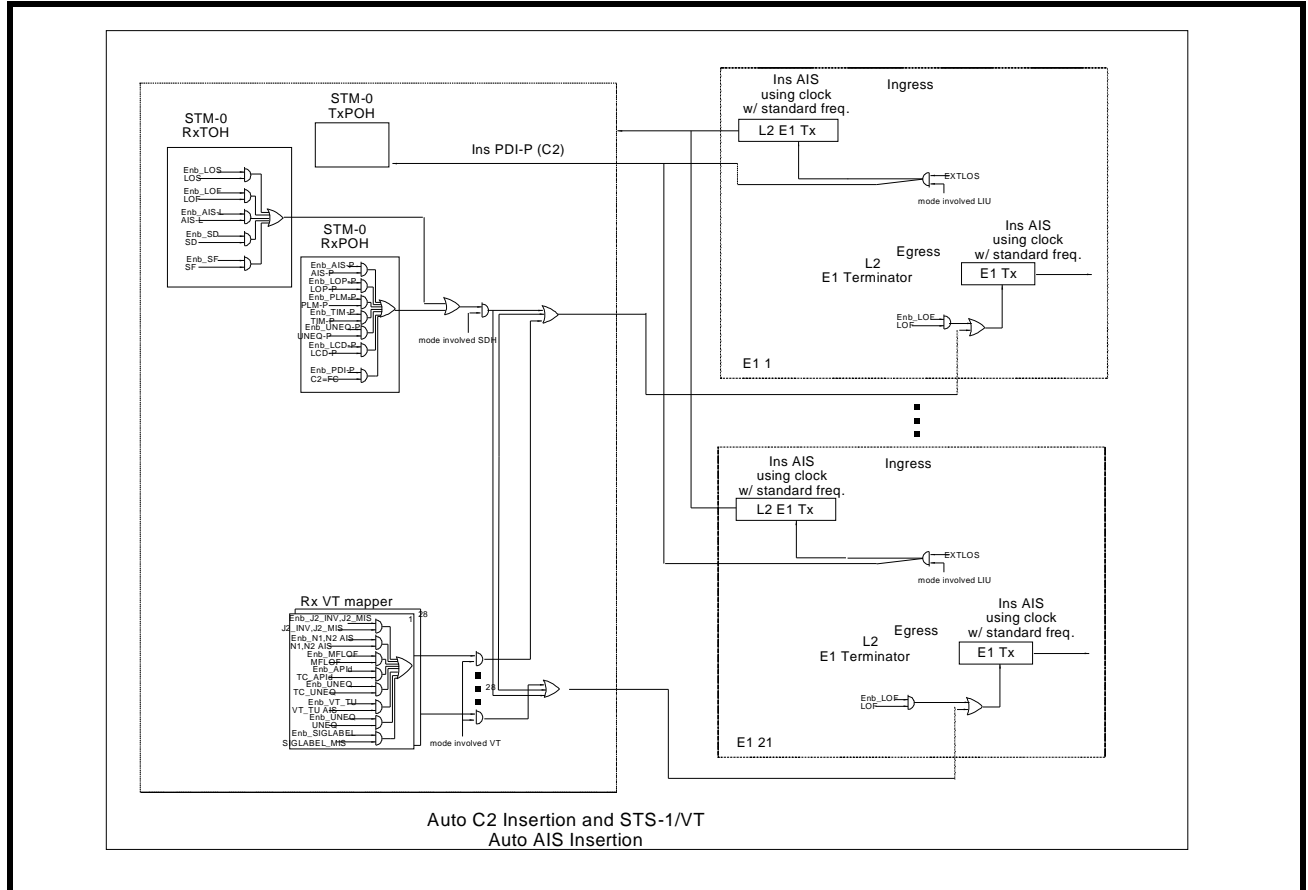 STM-0
TxPOH
STM-0
RxTOH
Enb_LOS
LOS
Enb_LOF
LOF
Enb_AIS-L
AIS-L
Enb_SD
SD
Enb_SF
SF
STM-0
RxPOH
Enb_AIS-P
AIS-P
Enb_LOP-P
LOP-P
Enb_PLM-P
PLM-P
Enb_TIM-P
TIM-P
Enb_UNEQ-P
UNEQ-P
Enb_LCD-P
LCD-P
Enb_PDI-P
C2=FC
Ins PDI-P (C2)
mode involved SDH
Rx VT mapper
28
1
Enb_J2_INV,J2_MIS
J2_INV,J2_MIS
Enb_N1,N2 AIS
N1,N2 AIS
Enb_MFLOF
MFLOF
Enb_APId
TC_APId
Enb_UNEQ
TC_UNEQ
Enb_VT_TU
VT_TU AIS
Enb_UNEQ
UNEQ
Enb_SIGLABEL
SIGLABEL_MIS
28
mode involved VT
Ins AIS
using clock
w/ standard freq.
L2 E1 Tx
Ingress
EXTLOS
mode involved LIU
Ins AIS
using clock
w/ standard freq.
E1 Tx
Egress
L2
E1 Terminator
Enb_LOF
LOF
E1 1
Ins AIS
using clock
w/ standard freq.
L2 E1 Tx
Ingress
EXTLOS
mode involved LIU
Ins AIS
using clock
w/ standard freq.
E1 Tx
Egress
L2
E1 Terminator
Enb_LOF
LOF
E1 21
Auto C2 Insertion and STS-1/VT
Auto AIS Insertion